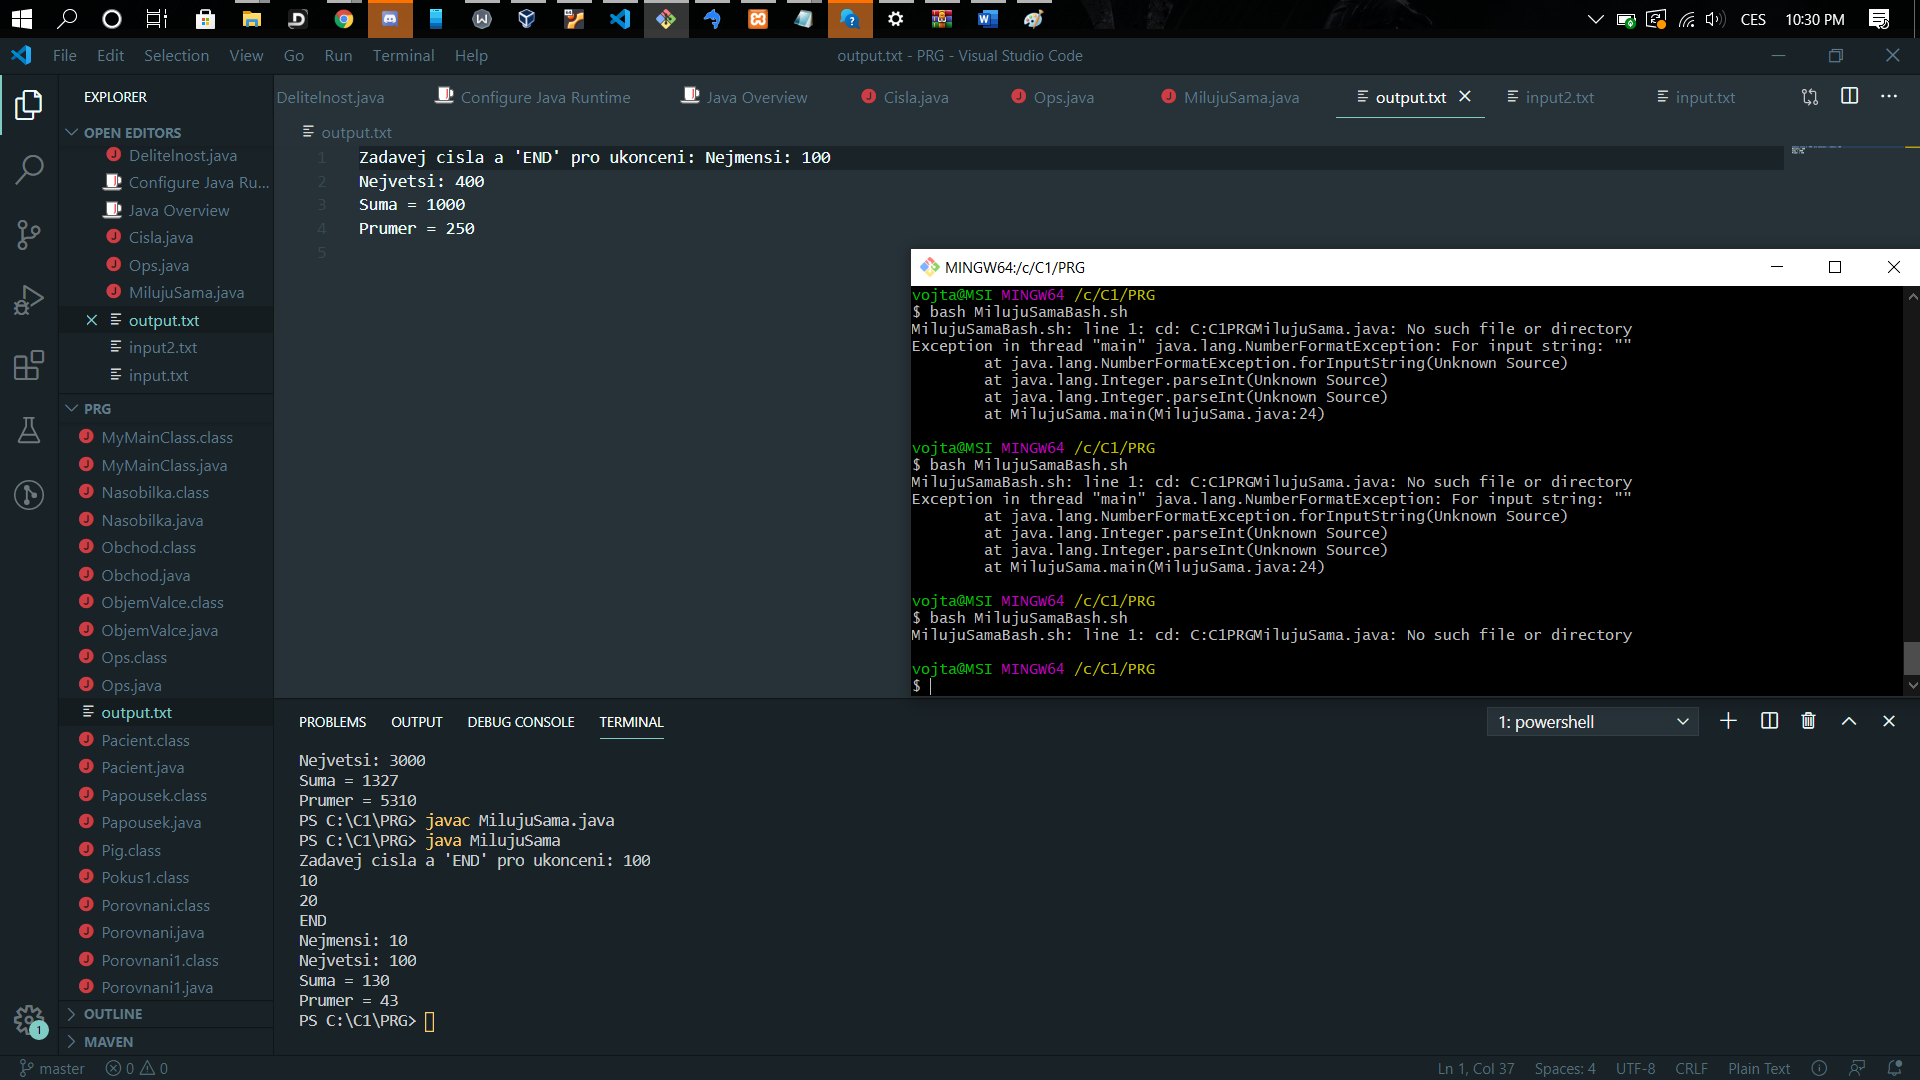 CES
10:30 PM
File Edit Selection View Go Run Terminal Help
output.txt - PRG - Visual Studio Code
EXPLORER
OPEN EDITORS
Delitelnost.java
Configure Java Ru...
Java Overview
Cisla.java
Ops.java
MilujuSama.java
output.txt
input2.txt
input.txt
PRG
MyMainClass.class
MyMainClass.java
Nasobilka.class
Nasobilka.java
Obchod.class
Obchod.java
ObjemValce.class
ObjemValce.java
Ops.class
Ops.java
output.txt
Pacient.class
Pacient.java
Papousek.class
Papousek.java
Pig.class
Pokus1.class
Porovnani.class
Porovnani.java
Porovnani1.class
Porovnani1.java
OUTLINE
MAVEN
1
Delitelnost.java Configure Java Runtime Java Overview Cisla.java Ops.java MilujuSama.java output.txt input2.txt input.txt
output.txt
1 Zadavej cisla a 'END' pro ukonceni: Nejmensi: 100
2 Nejvetsi: 400
3 Suma = 1000
4 Prumer = 250
5
MINGW64:/c/C1/PRG
vojta@MSI MINGW64 /c/C1/PRG
$ bash MilujuSamaBash.sh
MilujuSamaBash.sh: line 1: cd: C:C1PRGMilujuSama.java: No such file or directory
Exception in thread "main" java.lang.NumberFormatException: For input string: ""
at java.lang.NumberFormatException.forInputString(Unknown Source)
at java.lang.Integer.parseInt(Unknown Source)
at java.lang.Integer.parseInt(Unknown Source)
at MilujuSama.main(MilujuSama.java:24)
vojta@MSI MINGW64 /c/C1/PRG
$ bash MilujuSamaBash.sh
MilujuSamaBash.sh: line 1: cd: C:C1PRGMilujuSama.java: No such file or directory
Exception in thread "main" java.lang.NumberFormatException: For input string: ""
at java.lang.NumberFormatException.forInputString(Unknown Source)
at java.lang.Integer.parseInt(Unknown Source)
at java.lang.Integer.parseInt(Unknown Source)
at MilujuSama.main(MilujuSama.java:24)
vojta@MSI MINGW64 /c/C1/PRG
$ bash MilujuSamaBash.sh
MilujuSamaBash.sh: line 1: cd: C:C1PRGMilujuSama.java: No such file or directory
vojta@MSI MINGW64 /c/C1/PRG
$
PROBLEMS OUTPUT DEBUG CONSOLE TERMINAL
1: powershell
Nejvetsi: 3000
Suma = 1327
Prumer = 5310
PS C:\C1\PRG> javac MilujuSama.java
PS C:\C1\PRG> java MilujuSama
Zadavej cisla a 'END' pro ukonceni: 100
10
20
END
Nejmensi: 10
Nejvetsi: 100
Suma = 130
Prumer = 43
PS C:\C1\PRG>
master 0 0
Ln 1, Col 37 Spaces: 4 UTF-8 CRLF Plain Text